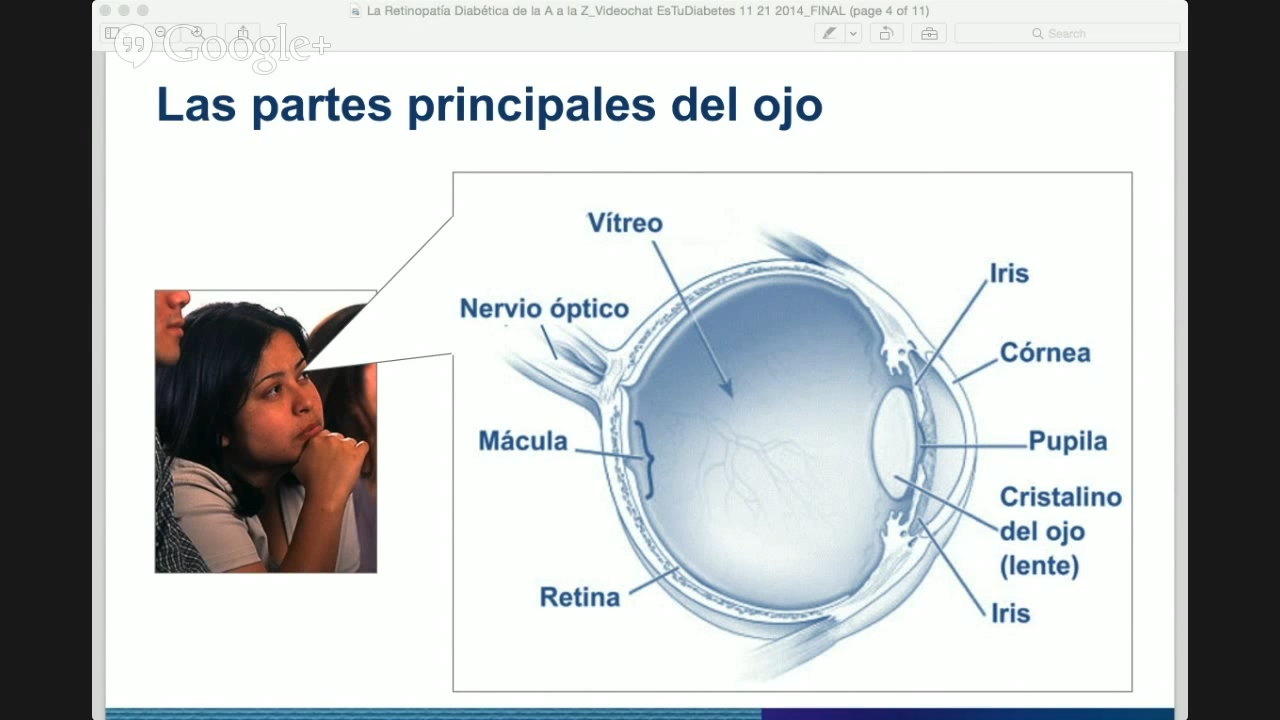 La Retinopatía Diabética de la A a la Z_Videochat EsTuDiabetes 11 21 2014_FINAL (page 4 of 11)
Google+
Search
Las partes principales del ojo
Vítreo
Iris
Nervio óptico
Córnea
Mácula
Pupila
Cristalino
del ojo
(lente)
Retina
Iris